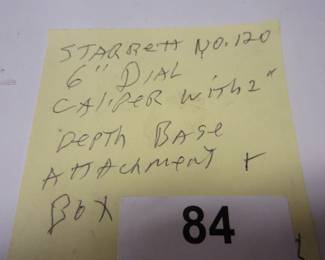 STARRETT NO.120
6" DIAL
CALIPER WITH 2"
DEPTH BASE
ATTACHMENT +
BOX
84